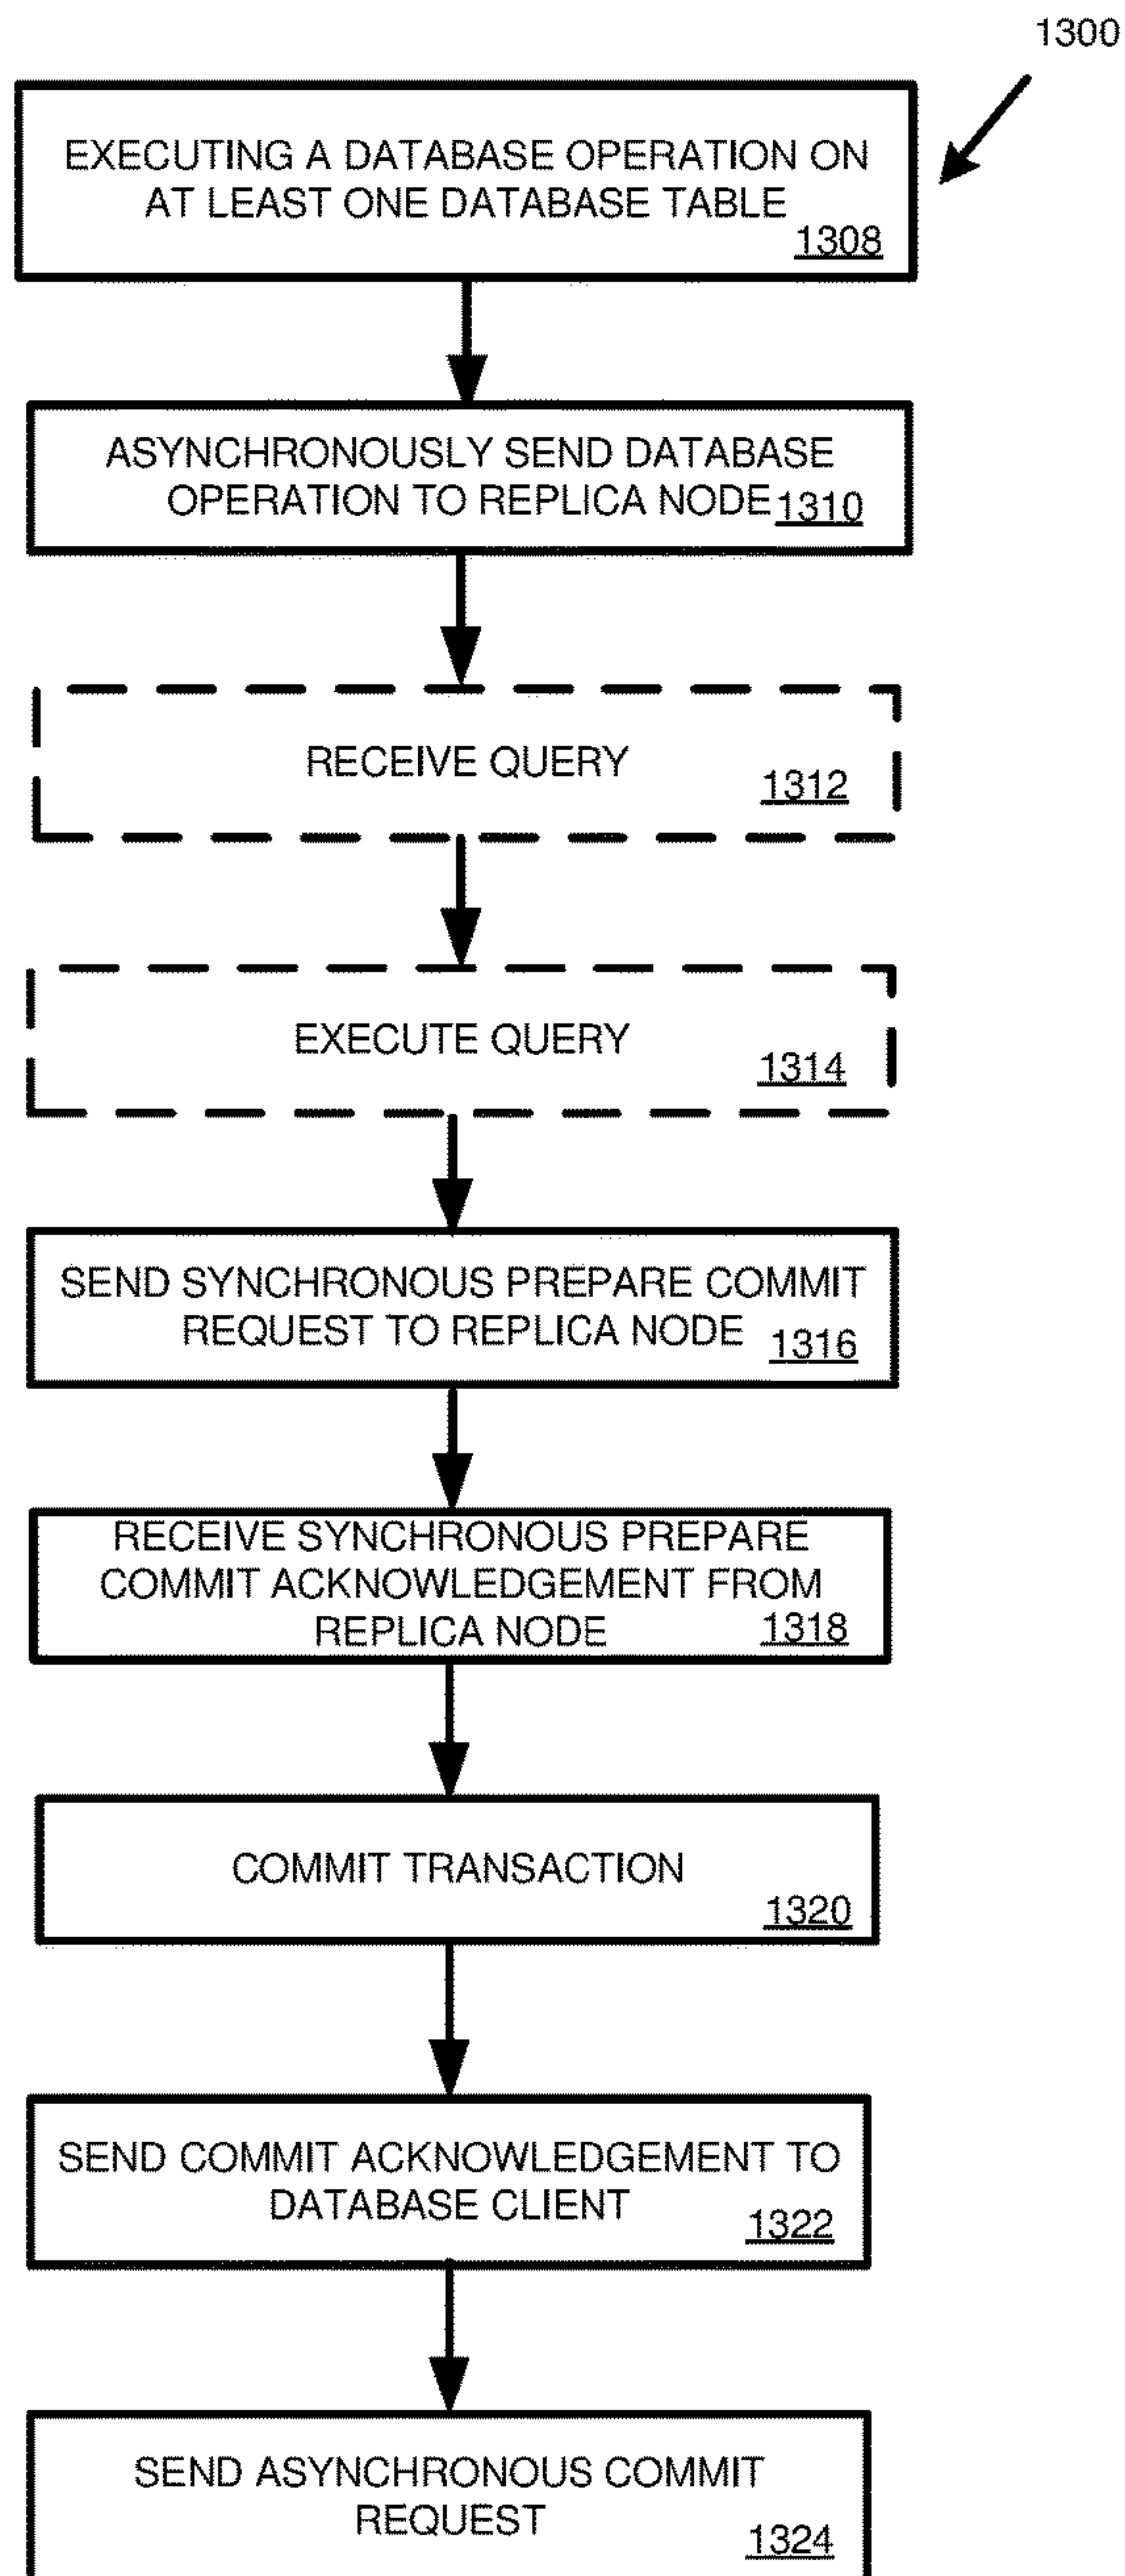 1300
EXECUTING A DATABASE OPERATION ON
AT LEAST ONE DATABASE TABLE
1308
ASYNCHRONOUSLY SEND DATABASE
OPERATION TO REPLICA NODE 1310
RECEIVE QUERY
1312
EXECUTE QUERY
1314
SEND SYNCHRONOUS PREPARE COMMIT
REQUEST TO REPLICA NODE 1316
RECEIVE SYNCHRONOUS PREPARE
COMMIT ACKNOWLEDGEMENT FROM
REPLICA NODE 1318
COMMIT TRANSACTION
1320
SEND COMMIT ACKNOWLEDGEMENT TO
DATABASE CLIENT
1322
SEND ASYNCHRONOUS COMMIT
REQUEST
1324